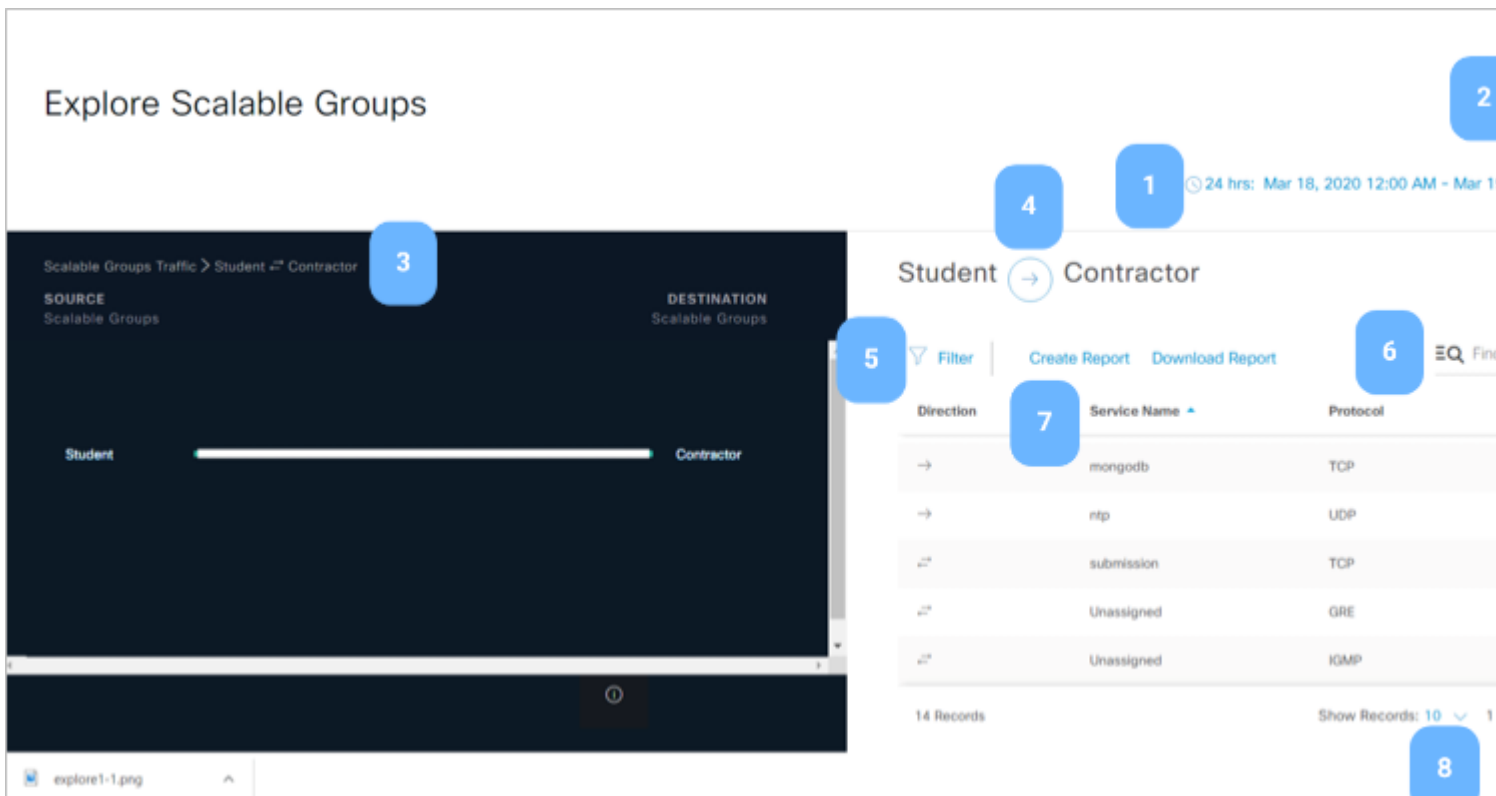 Explore Scalable Groups
2
1
24 hrs: Mar 18, 2020 12:00 AM - Mar 1
4
Scalable Groups Traffic > Student ⇄ Contractor
3
SOURCE
Scalable Groups
DESTINATION
Scalable Groups
Student
Contractor
Student → Contractor
5
Filter
Create Report
Download Report
6
Find
Direction
7
Service Name
Protocol
→ mongodb TCP
→ ntp UDP
⇄ submission TCP
⇄ Unassigned GRE
⇄ Unassigned IGMP
14 Records
Show Records: 10
1
8
explore1-1.png